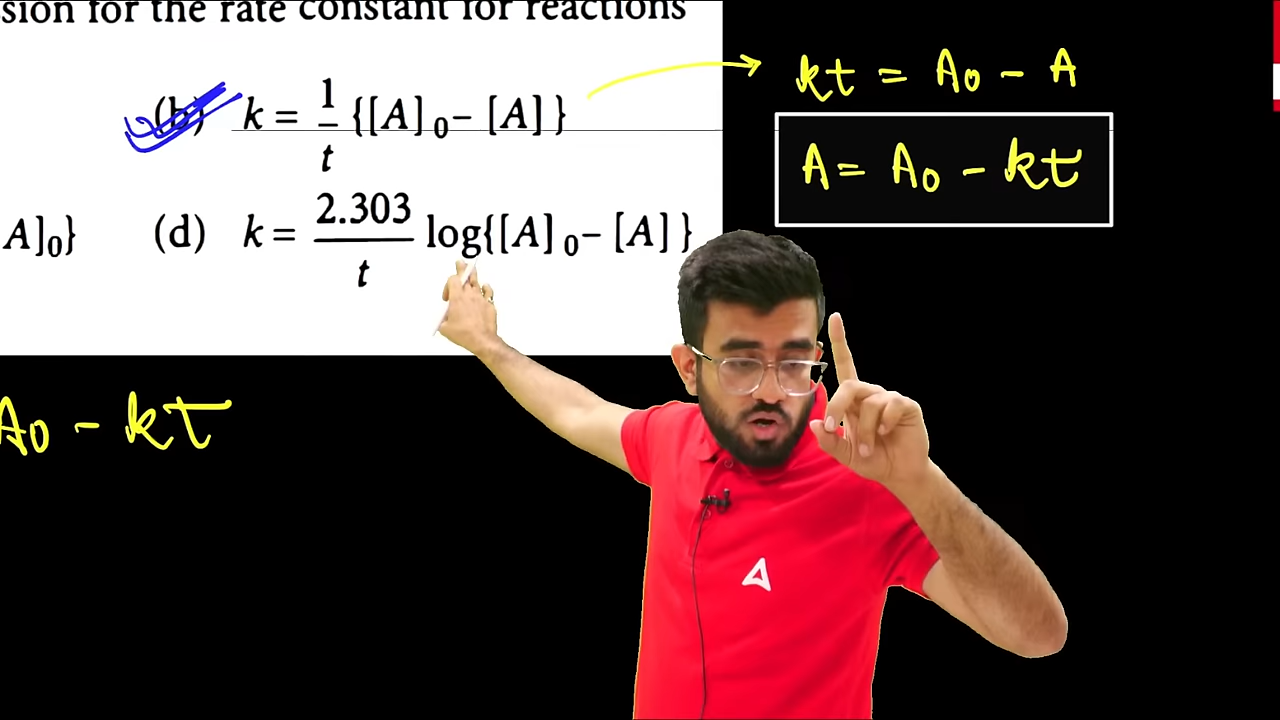 sion for the rate constant for reactions
(b) k = 1/t {[A]₀ – [A]}
A]₀}
(d) k = 2.303/t log{[A]₀ – [A]}
kt = A₀ - A
A = A₀ - kt
A₀ - kt